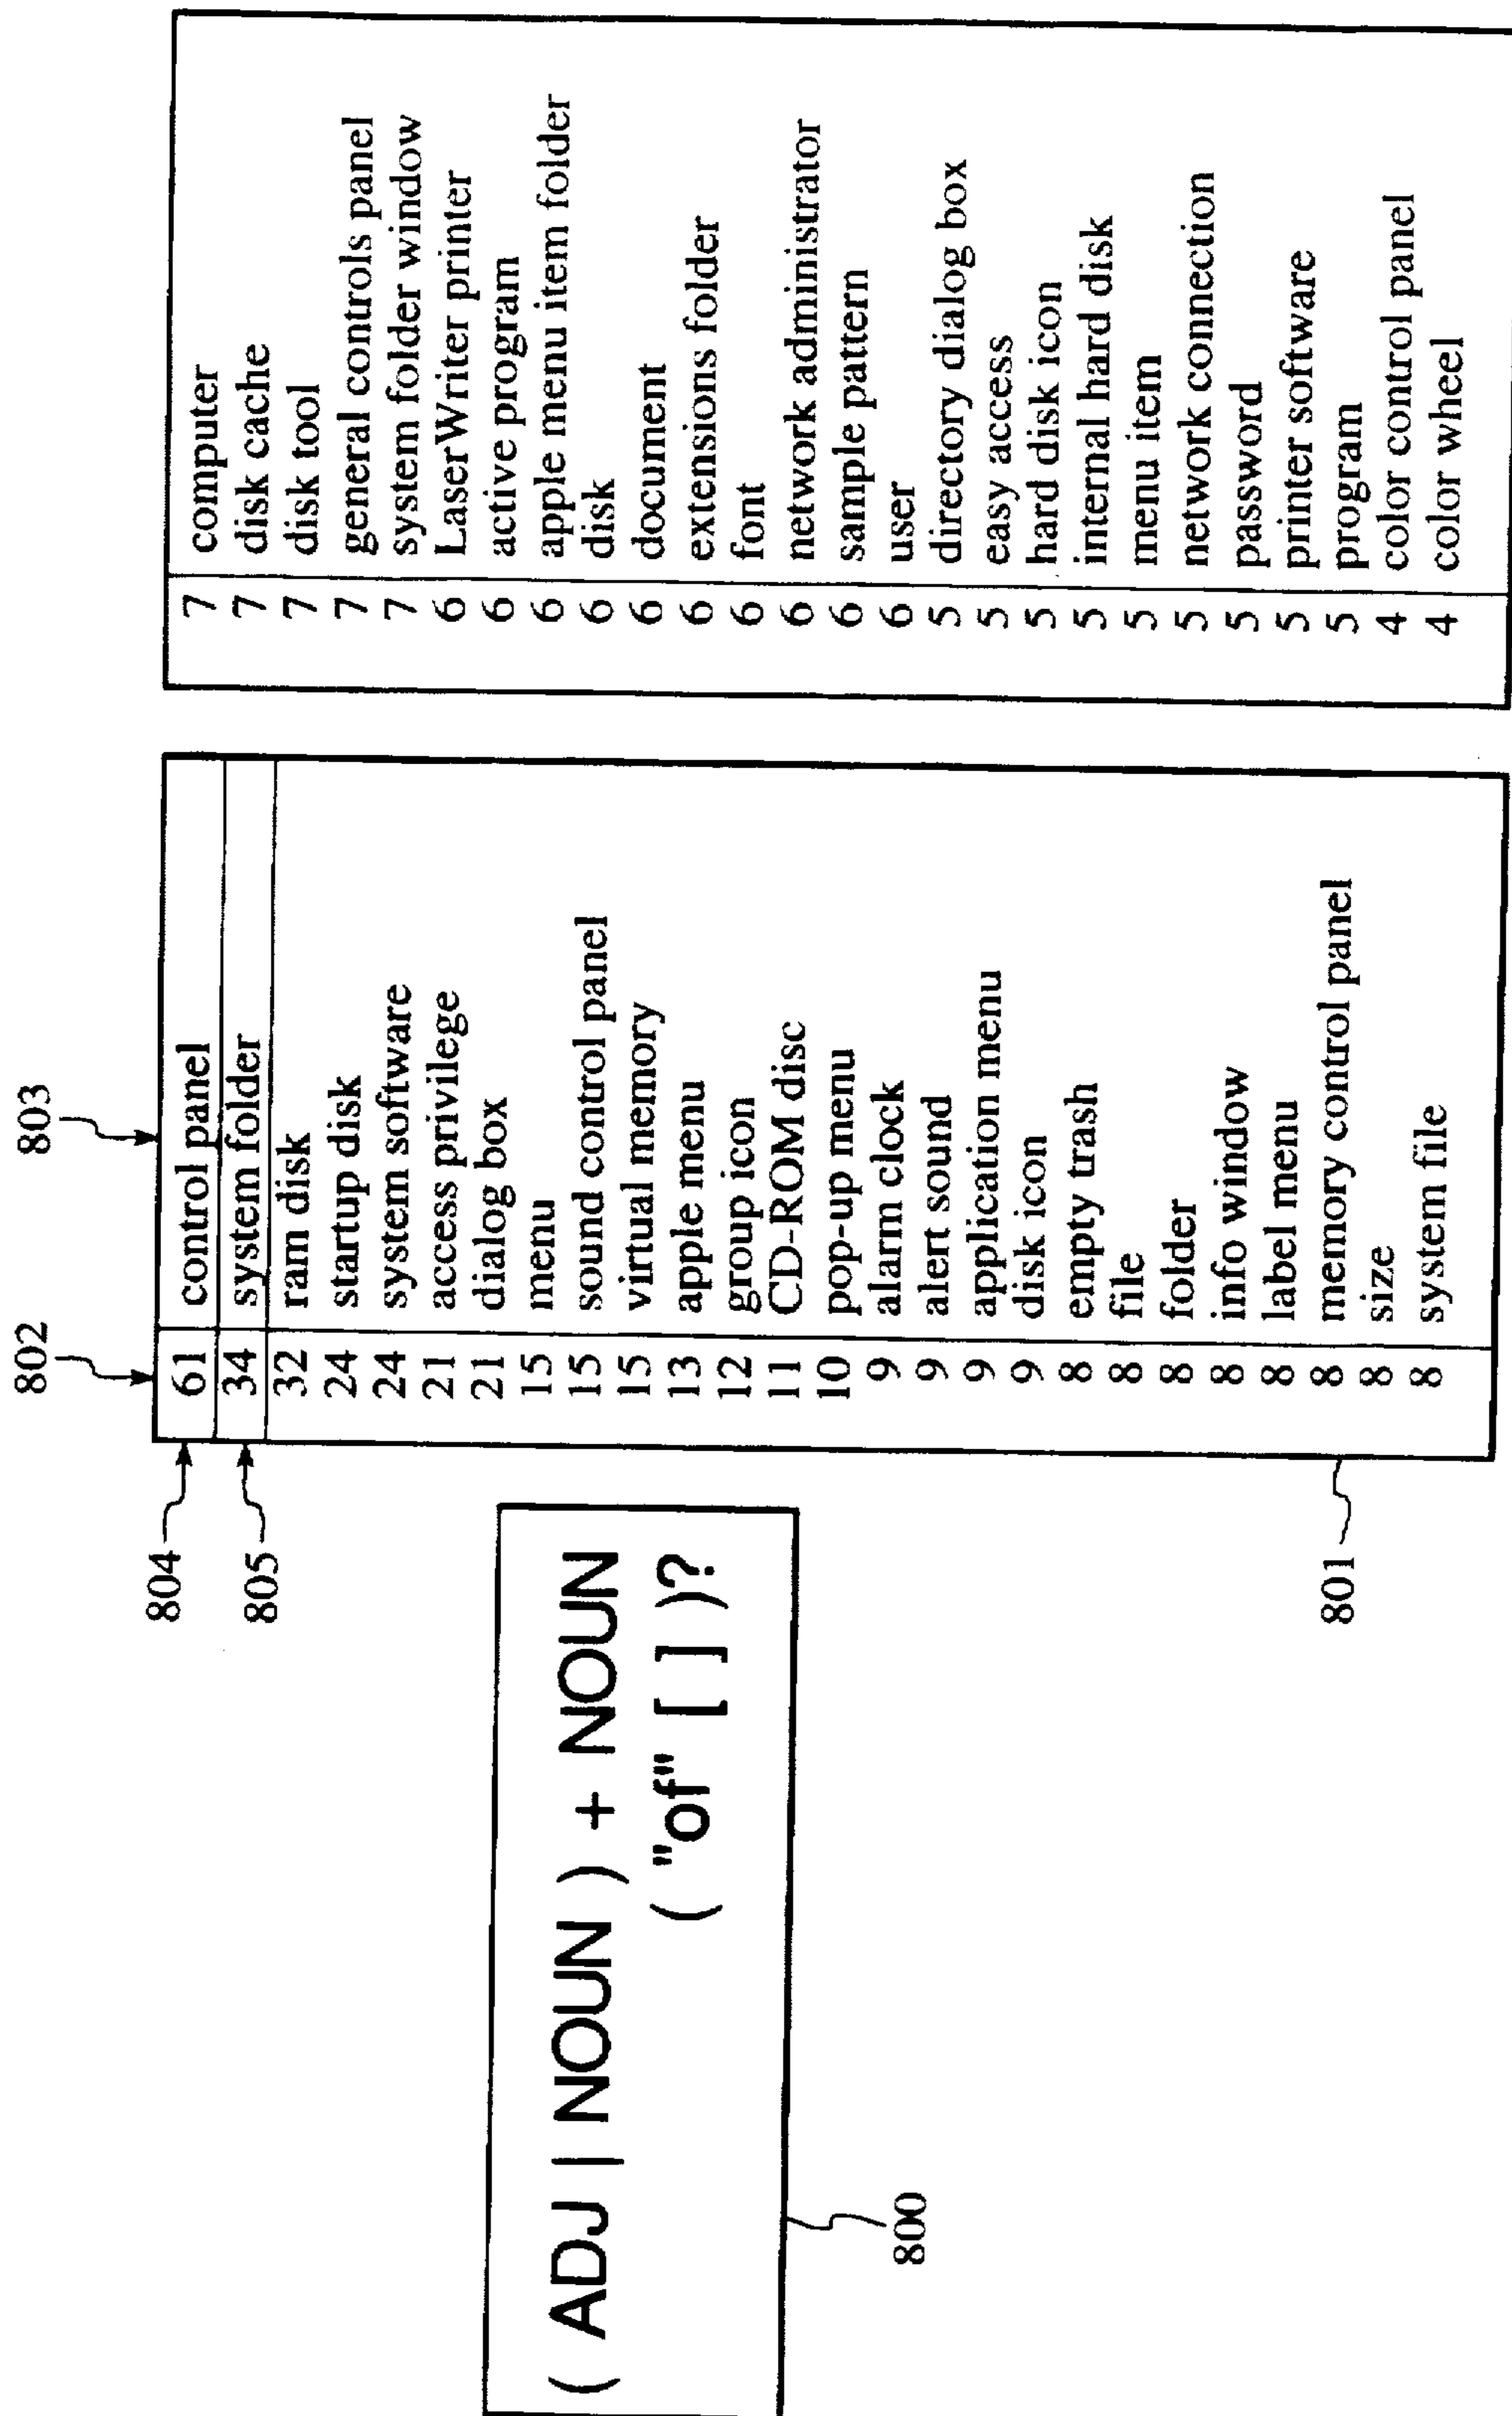 ( ADJ | NOUN ) + NOUN
( "of" [ ] )?
800
802
803
804
805
801
61 control panel
34 system folder
32 ram disk
24 startup disk
24 system software
21 access privilege
21 dialog box
15 menu
15 sound control panel
15 virtual memory
13 apple menu
12 group icon
11 CD-ROM disc
10 pop-up menu
9 alarm clock
9 alert sound
9 application menu
9 disk icon
8 empty trash
8 file
8 folder
8 info window
8 label menu
8 memory control panel
8 size
8 system file
7 computer
7 disk cache
7 disk tool
7 general controls panel
7 system folder window
6 LaserWriter printer
6 active program
6 apple menu item folder
6 disk
6 document
6 extensions folder
6 font
6 network administrator
6 sample pattern
6 user
5 directory dialog box
5 easy access
5 hard disk icon
5 internal hard disk
5 menu item
5 network connection
5 password
5 printer software
5 program
4 color control panel
4 color wheel